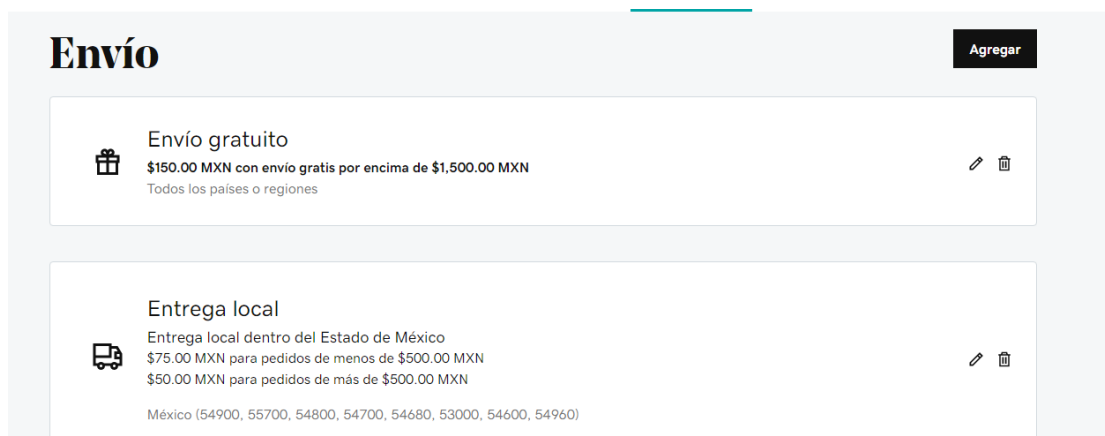 Envío
Agregar
Envío gratuito
$150.00 MXN con envío gratis por encima de $1,500.00 MXN
Todos los países o regiones
Entrega local
Entrega local dentro del Estado de México
$75.00 MXN para pedidos de menos de $500.00 MXN
$50.00 MXN para pedidos de más de $500.00 MXN
México (54900, 55700, 54800, 54700, 54680, 53000, 54600, 54960)